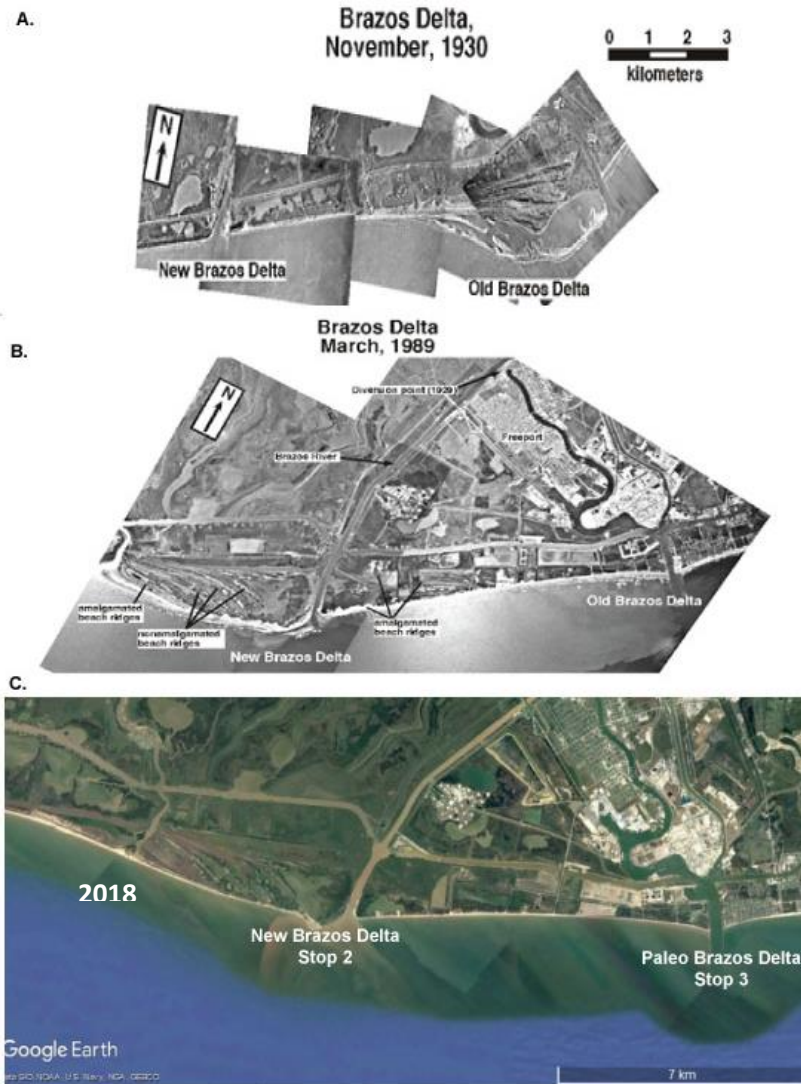 A.
Brazos Delta,
November, 1930
0 1 2 3
kilometers
N
New Brazos Delta
Old Brazos Delta
Brazos Delta
March, 1989
B.
N
Diversion point (1929)
Freeport
Brazos River
Old Brazos Delta
amalgamated
beach ridges
nonamalgamated
beach ridges
amalgamated
beach ridges
New Brazos Delta
C.
2018
New Brazos Delta
Stop 2
Paleo Brazos Delta
Stop 3
Google Earth
7 km